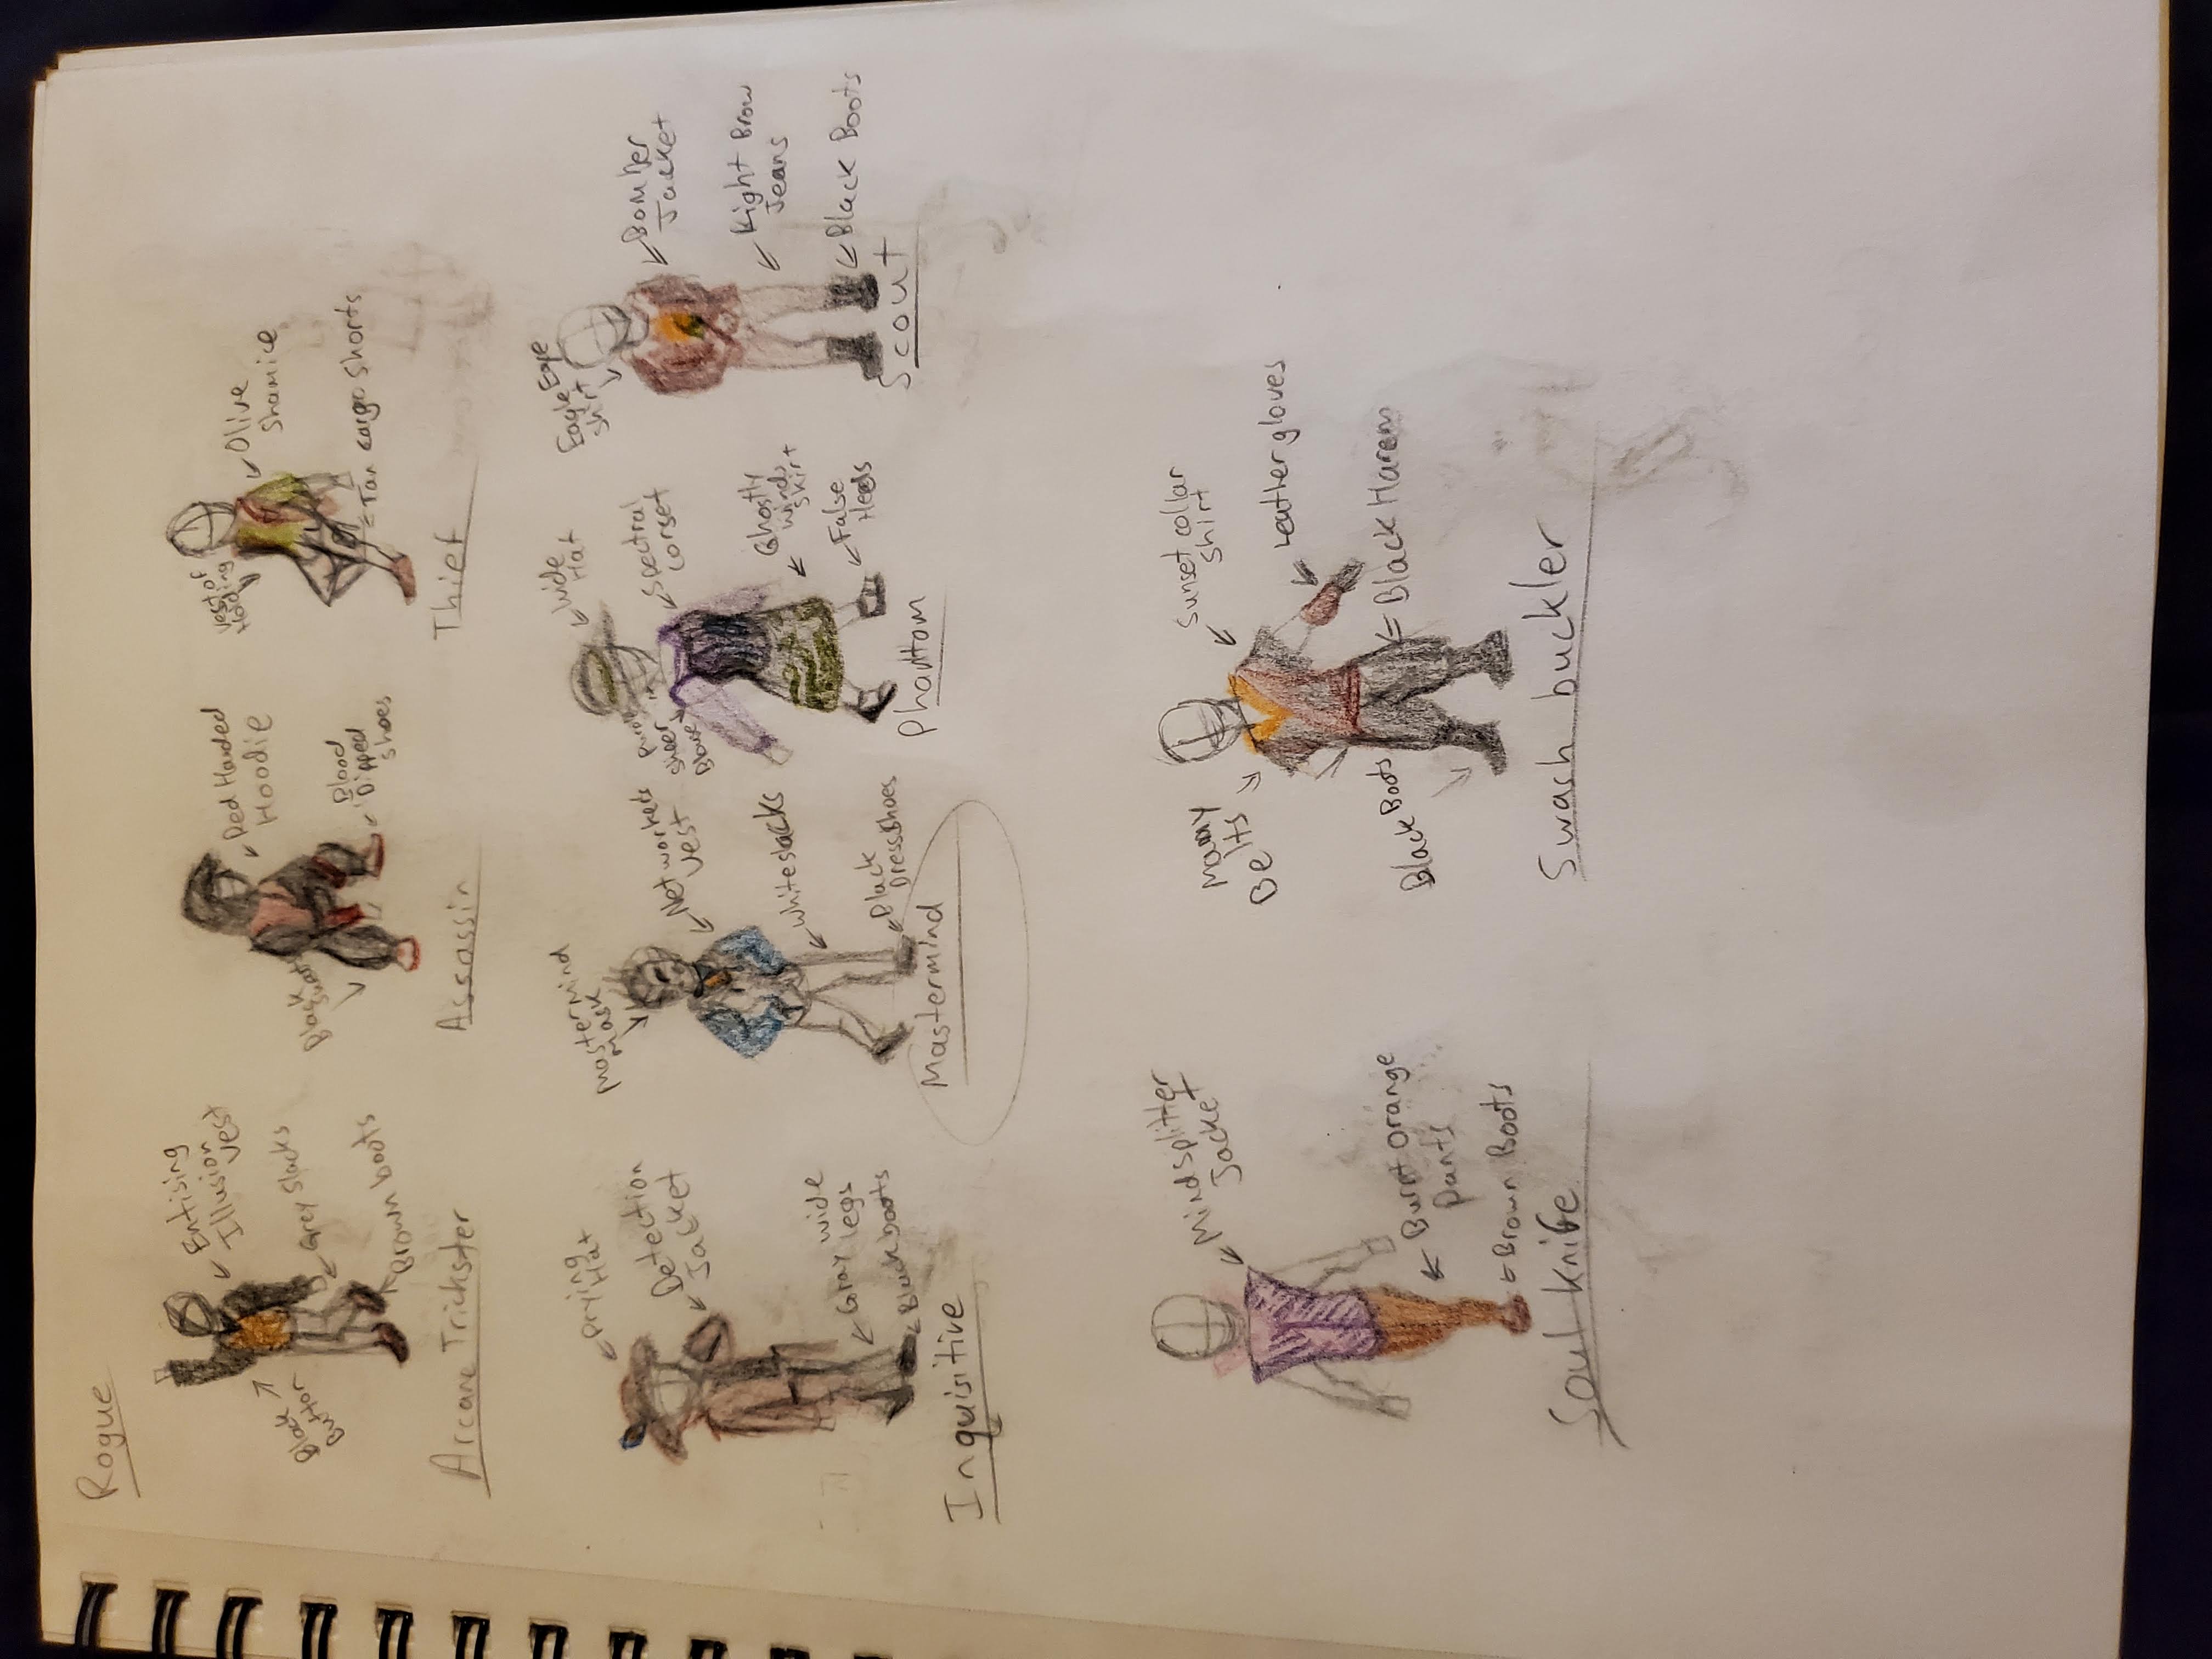 Rogue
Entising
Illusion
Vest
Black
Button
Grey Slacks
Brown boots
Arcane Trickster
Red Handed
Hoodie
Black
Sweats
Blood
Dipped
Shoes
Assassin
Vest of
Holding
Olive
Shamice
Tan cargo shorts
Thief
Prying
Hat
Detection
Jacket
Gray wide
legs
Black boots
Inquisitive
Mastermind
Mask
Networkers
Vest
White slacks
Black
Dress Shoes
Mastermind
Wide
Hat
Purple
Sheer
Blouse
Spectral
Corset
Ghostly
Winds
Skirt
False
Heels
Phantom
Eagle Eye
Shirt
Bomber
Jacket
Brow
Jeans
Black Boots
Scout
Mindsplitter
Jacket
Burnt Orange
Pants
Brown Boots
Soul knife
Many
Belts
Sunset collar
Shirt
Leather gloves
Black Boots
Black Harem
Swash buckler